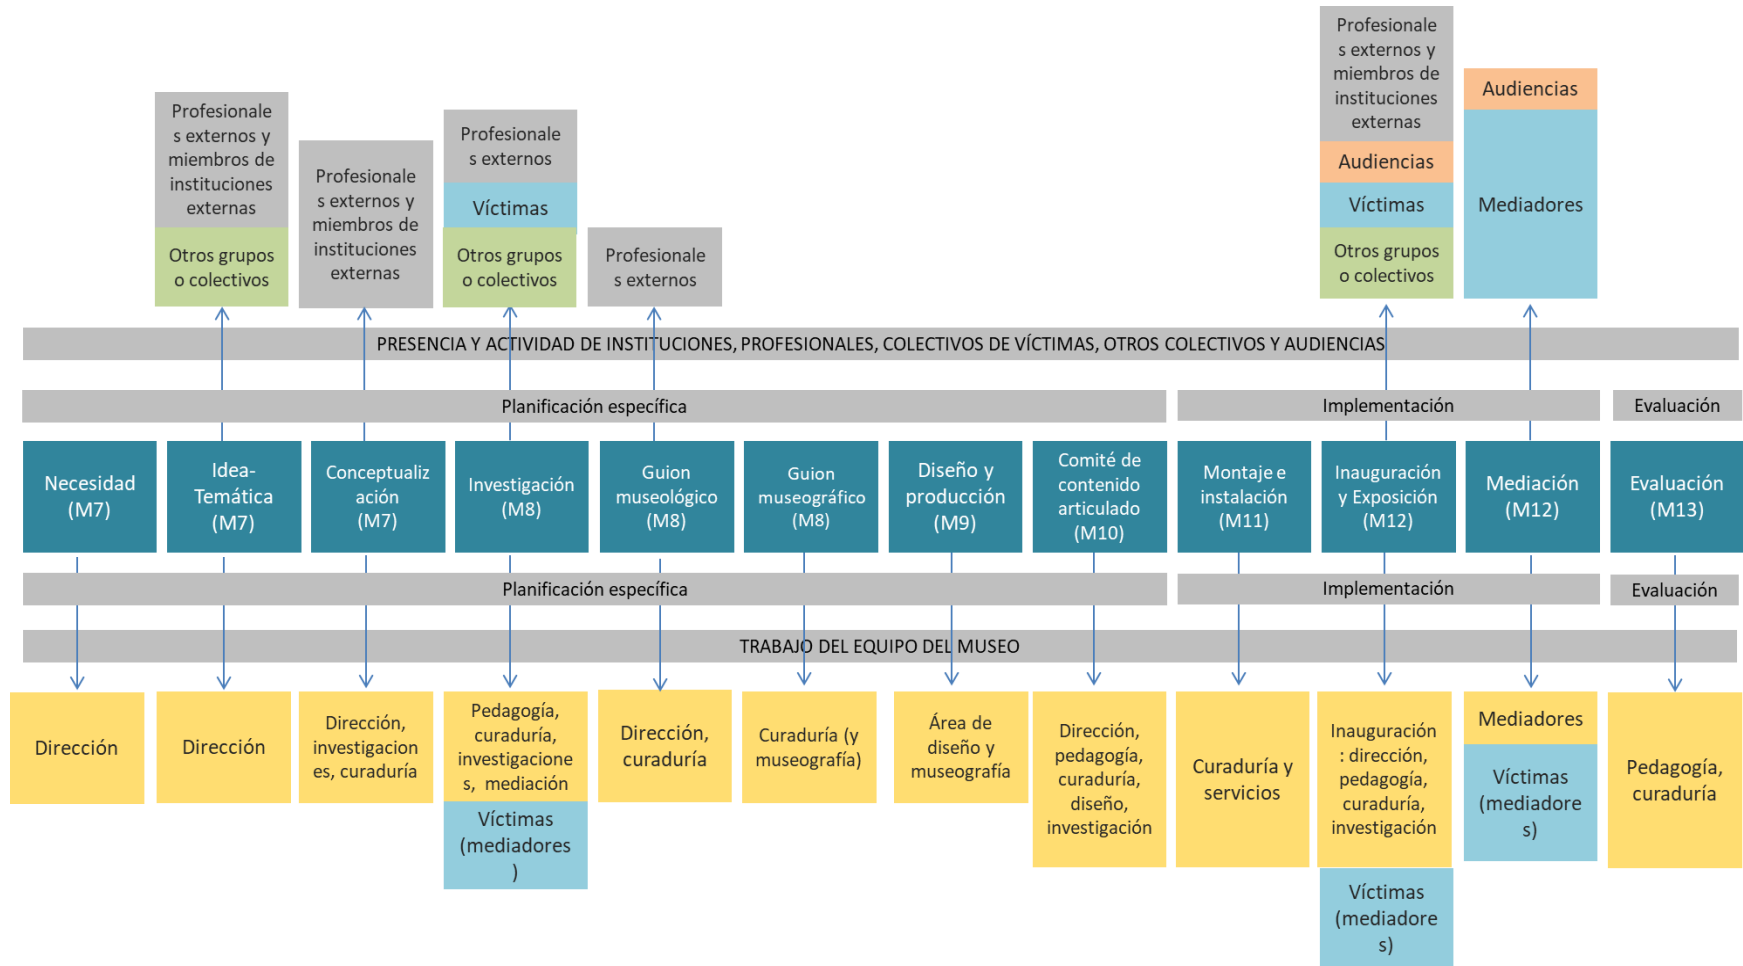 Profesionale
s externos y
miembros de
instituciones
externas
Otros grupos
o colectivos
Profesionale
s externos y
miembros de
instituciones
externas
Profesionale
s externos
Víctimas
Otros grupos
o colectivos
Profesionale
s externos
Profesionale
s externos y
miembros de
instituciones
externas
Audiencias
Víctimas
Otros grupos
o colectivos
Audiencias
Mediadores
PRESENCIA Y ACTIVIDAD DE INSTITUCIONES, PROFESIONALES, COLECTIVOS DE VÍCTIMAS, OTROS COLECTIVOS Y AUDIENCIAS
Planificación específica
Implementación
Evaluación
Necesidad
(M7)
Idea-
Temática
(M7)
Conceptualiz
ación
(M7)
Investigación
(M8)
Guion
museológico
(M8)
Guion
museográfico
(M8)
Diseño y
producción
(M9)
Comité de
contenido
articulado
(M10)
Montaje e
instalación
(M11)
Inauguración
y Exposición
(M12)
Mediación
(M12)
Evaluación
(M13)
Planificación específica
Implementación
Evaluación
TRABAJO DEL EQUIPO DEL MUSEO
Dirección
Dirección
Dirección,
investigacion
es, curaduría
Pedagogía,
curaduría,
investigacione
s, mediación
Víctimas
(mediadores
)
Dirección,
curaduría
Curaduría (y
museografía)
Área de
diseño y
museografía
Dirección,
pedagogía,
curaduría,
diseño,
investigación
Curaduría y
servicios
Inauguración
: dirección,
pedagogía,
curaduría,
investigación
Víctimas
(mediadore
s)
Mediadores
Víctimas
(mediadore
s)
Pedagogía,
curaduría